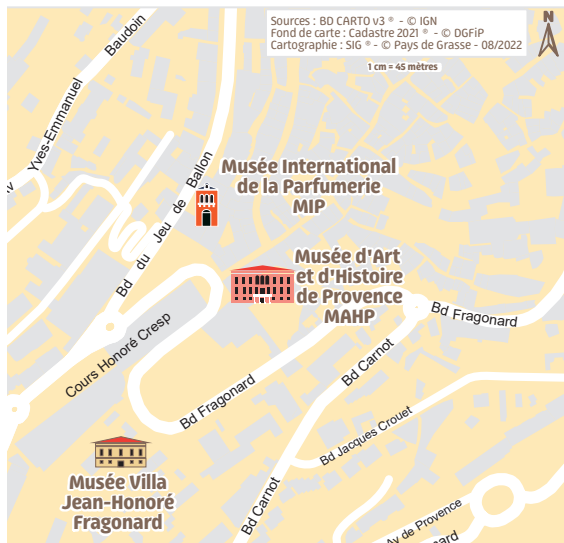 Sources : BD CARTO v3 ® - © IGN
Fond de carte : Cadastre 2021 ® - © DGFiP
Cartographie : SIG ® - © Pays de Grasse - 08/2022
N
1 cm = 45 mètres
Baudoin
Yves-Emmanuel
Av
Bd du Jeu de Ballon
Musée International
de la Parfumerie
MIP
Musée d'Art
et d'Histoire
de Provence
MAHP
Bd Fragonard
Cours Honoré Cresp
Bd Carnot
Bd Fragonard
Bd Jacques Crouet
Musée Villa
Jean-Honoré
Fragonard
Bd Carnot
Av de Provence